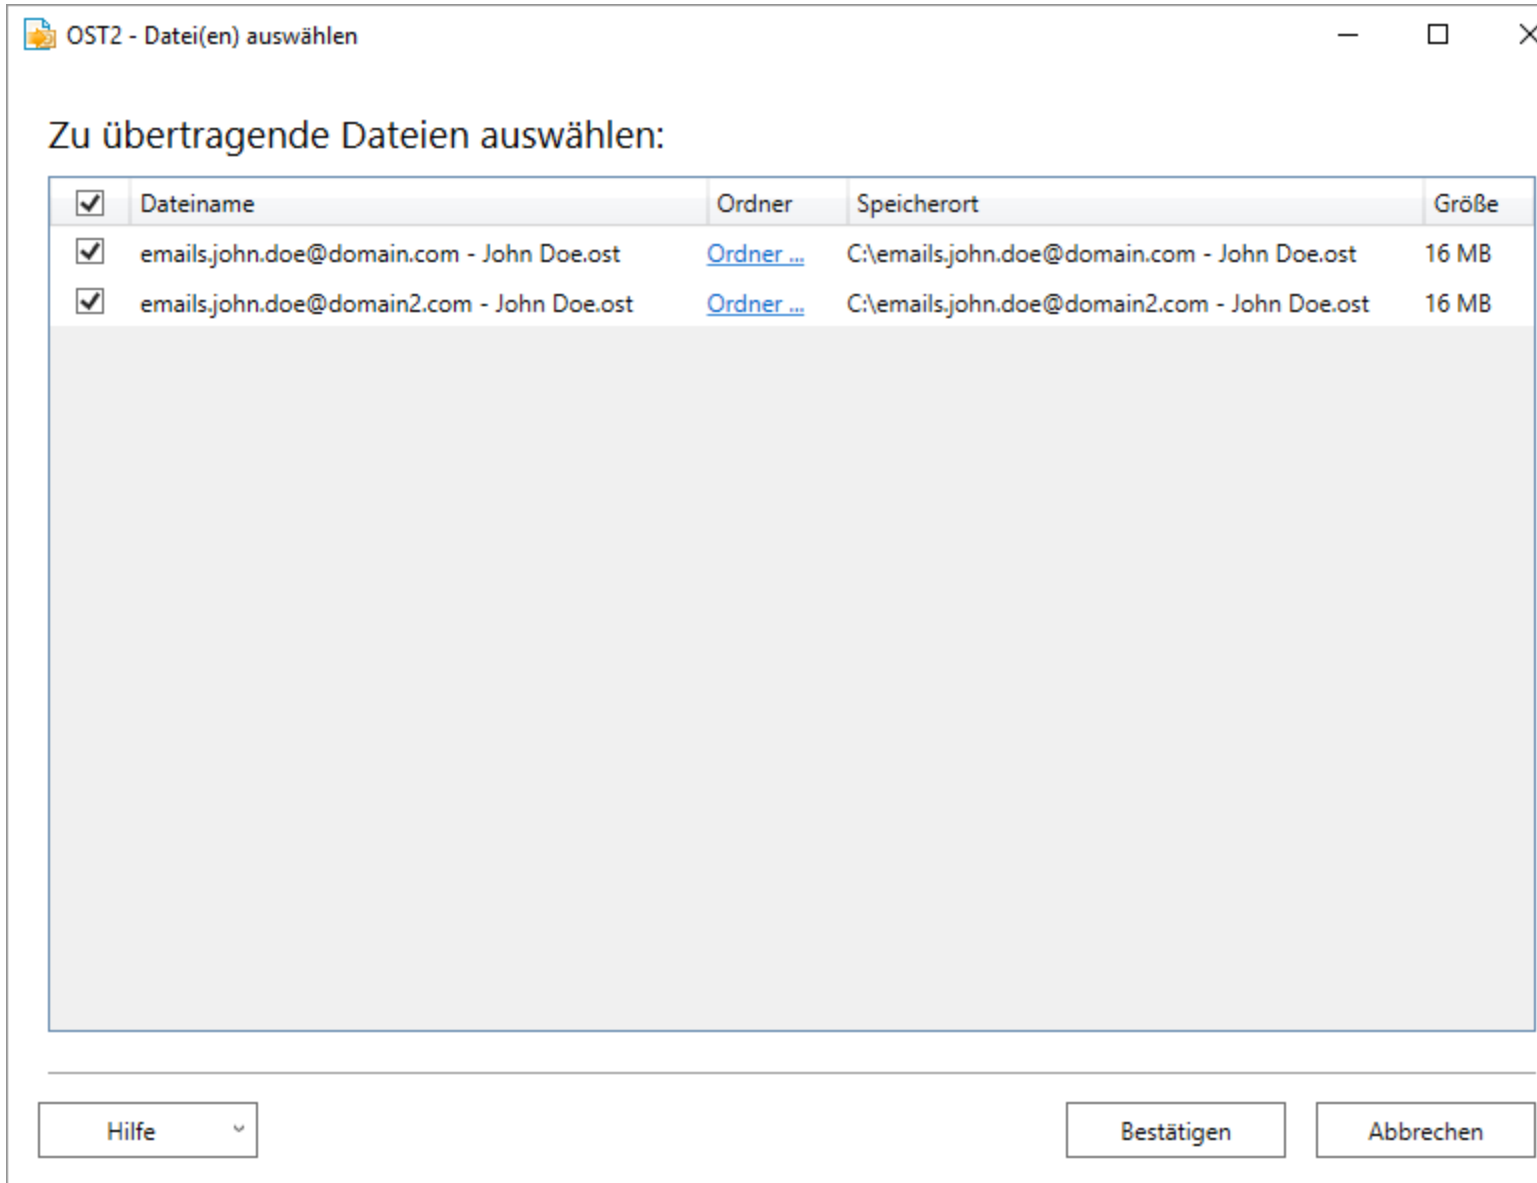 OST2 - Datei(en) auswählen
Zu übertragende Dateien auswählen:
Dateiname Ordner Speicherort Größe
emails.john.doe@domain.com - John Doe.ost Ordner ... C:\emails.john.doe@domain.com - John Doe.ost 16 MB
emails.john.doe@domain2.com - John Doe.ost Ordner ... C:\emails.john.doe@domain2.com - John Doe.ost 16 MB
Hilfe Bestätigen Abbrechen